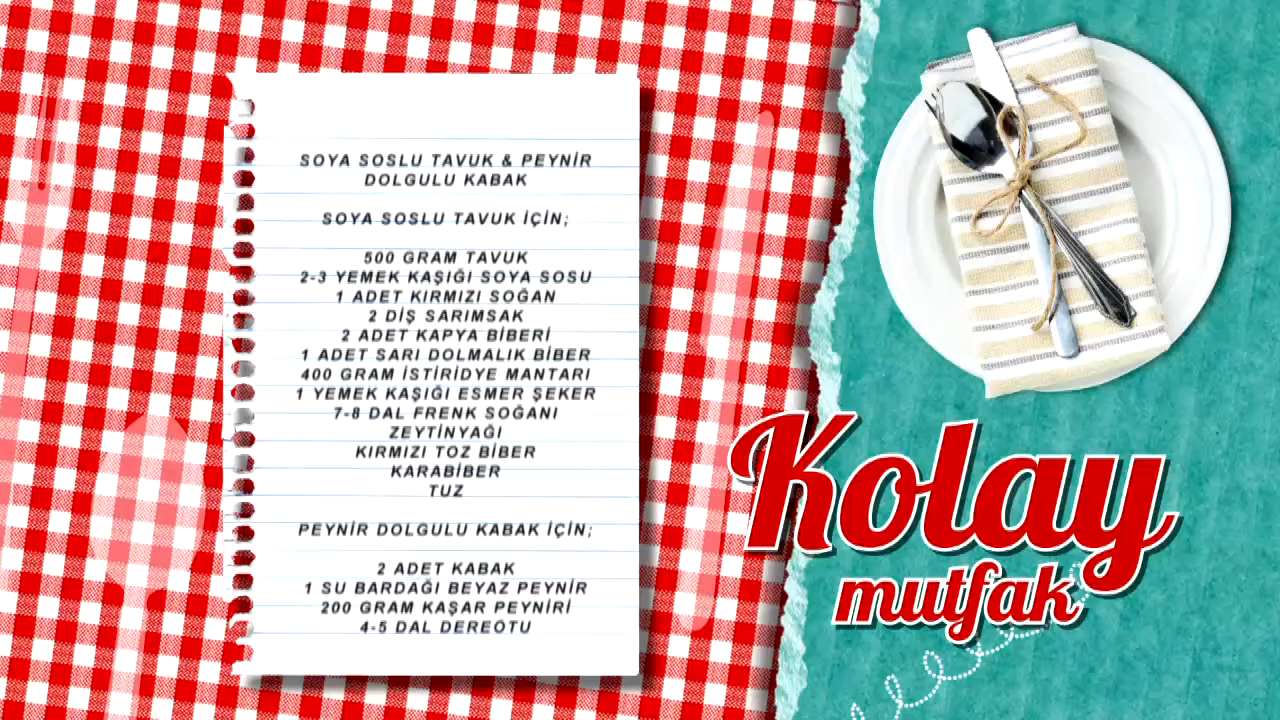 SOYA SOSLU TAVUK & PEYNİR
DOLGULU KABAK
SOYA SOSLU TAVUK İÇİN;
500 GRAM TAVUK
2-3 YEMEK KAŞIĞI SOYA SOSU
1 ADET KIRMIZI SOĞAN
2 DİŞ SARIMSAK
2 ADET KAPYA BİBERİ
1 ADET SARI DOLMALIK BİBER
400 GRAM İSTİRİDYE MANTARI
1 YEMEK KAŞIĞI ESMER ŞEKER
7-8 DAL FRENK SOĞANI
ZEYTİNYAĞI
KIRMIZI TOZ BİBER
KARABİBER
TUZ
PEYNİR DOLGULU KABAK İÇİN;
2 ADET KABAK
1 SU BARDAĞI BEYAZ PEYNİR
200 GRAM KAŞAR PEYNİRİ
4-5 DAL DEREOTU
Kolay
mutfak